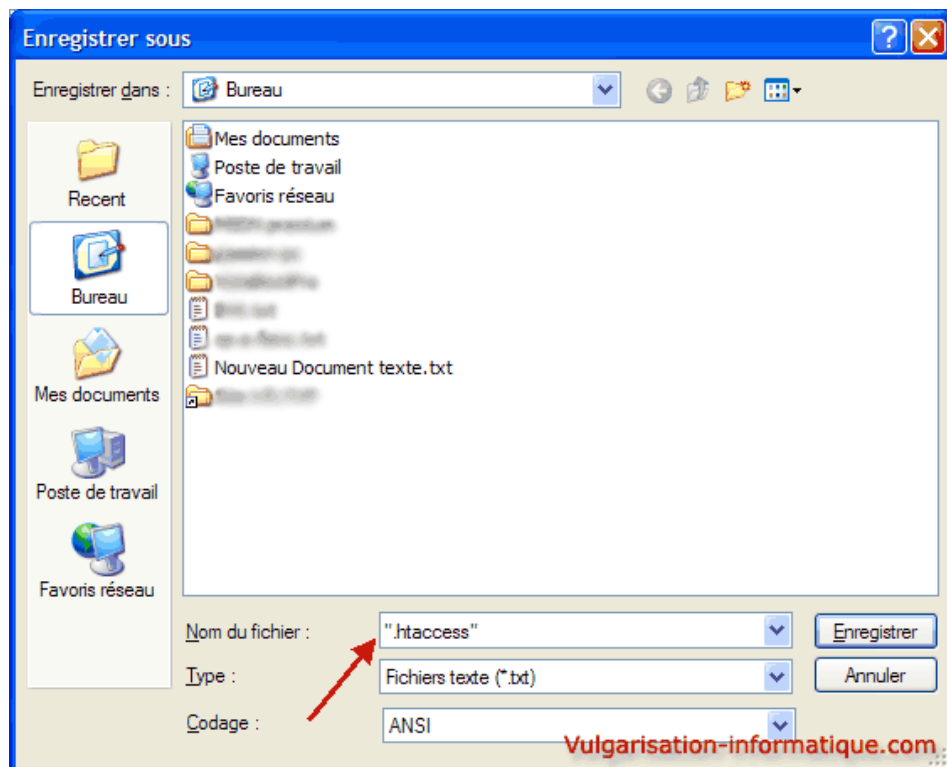 Enregistrer sous
Enregistrer dans :
Bureau
Recent
Bureau
Mes documents
Poste de travail
Favoris réseau
Mes documents
Poste de travail
Favoris réseau
Nouveau Document texte.txt
Nom du fichier :
".htaccess"
Enregistrer
Type :
Fichiers texte (*.txt)
Annuler
Codage :
ANSI
Vulgarisation-informatique.com